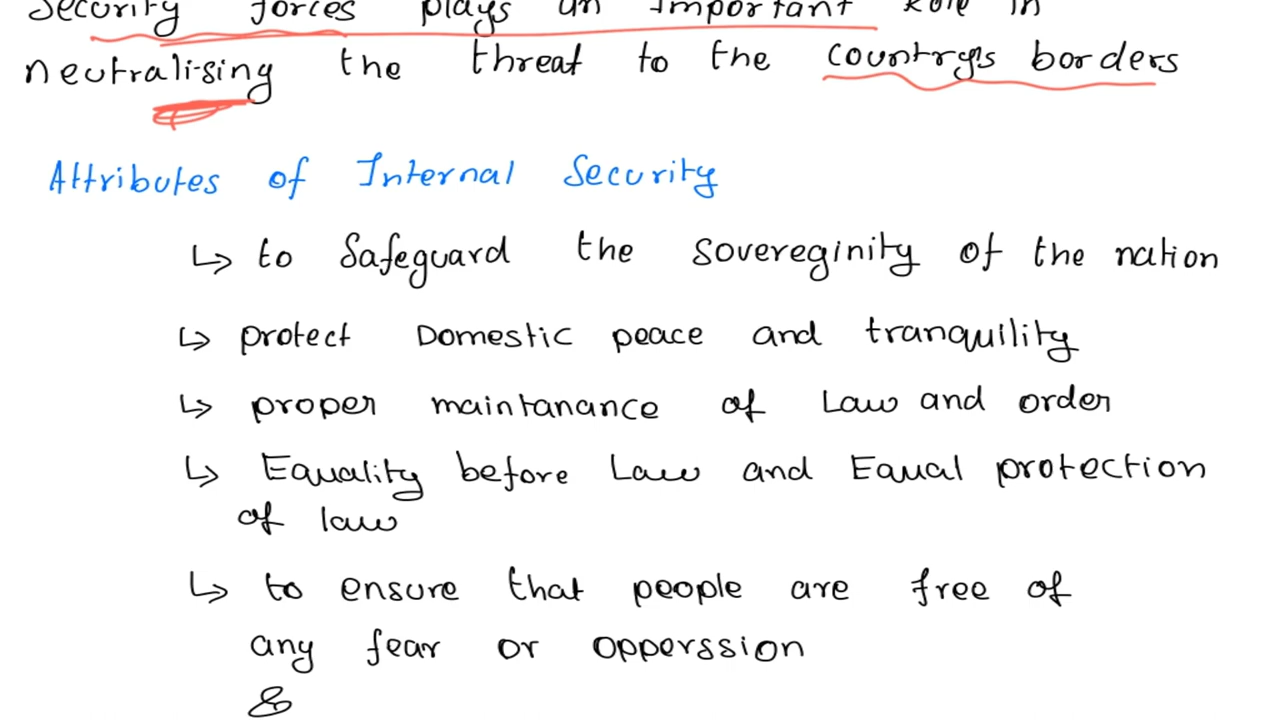 Security forces plays an important role in
neutralising the threat to the country's borders
Attributes of Internal Security
↳ to Safeguard the sovereginity of the nation
↳ protect Domestic peace and tranquility
↳ proper maintanance of Law and order
↳ Equality before Law and Equal protection
of law
↳ to ensure that people are free of
any fear or opperssion
&